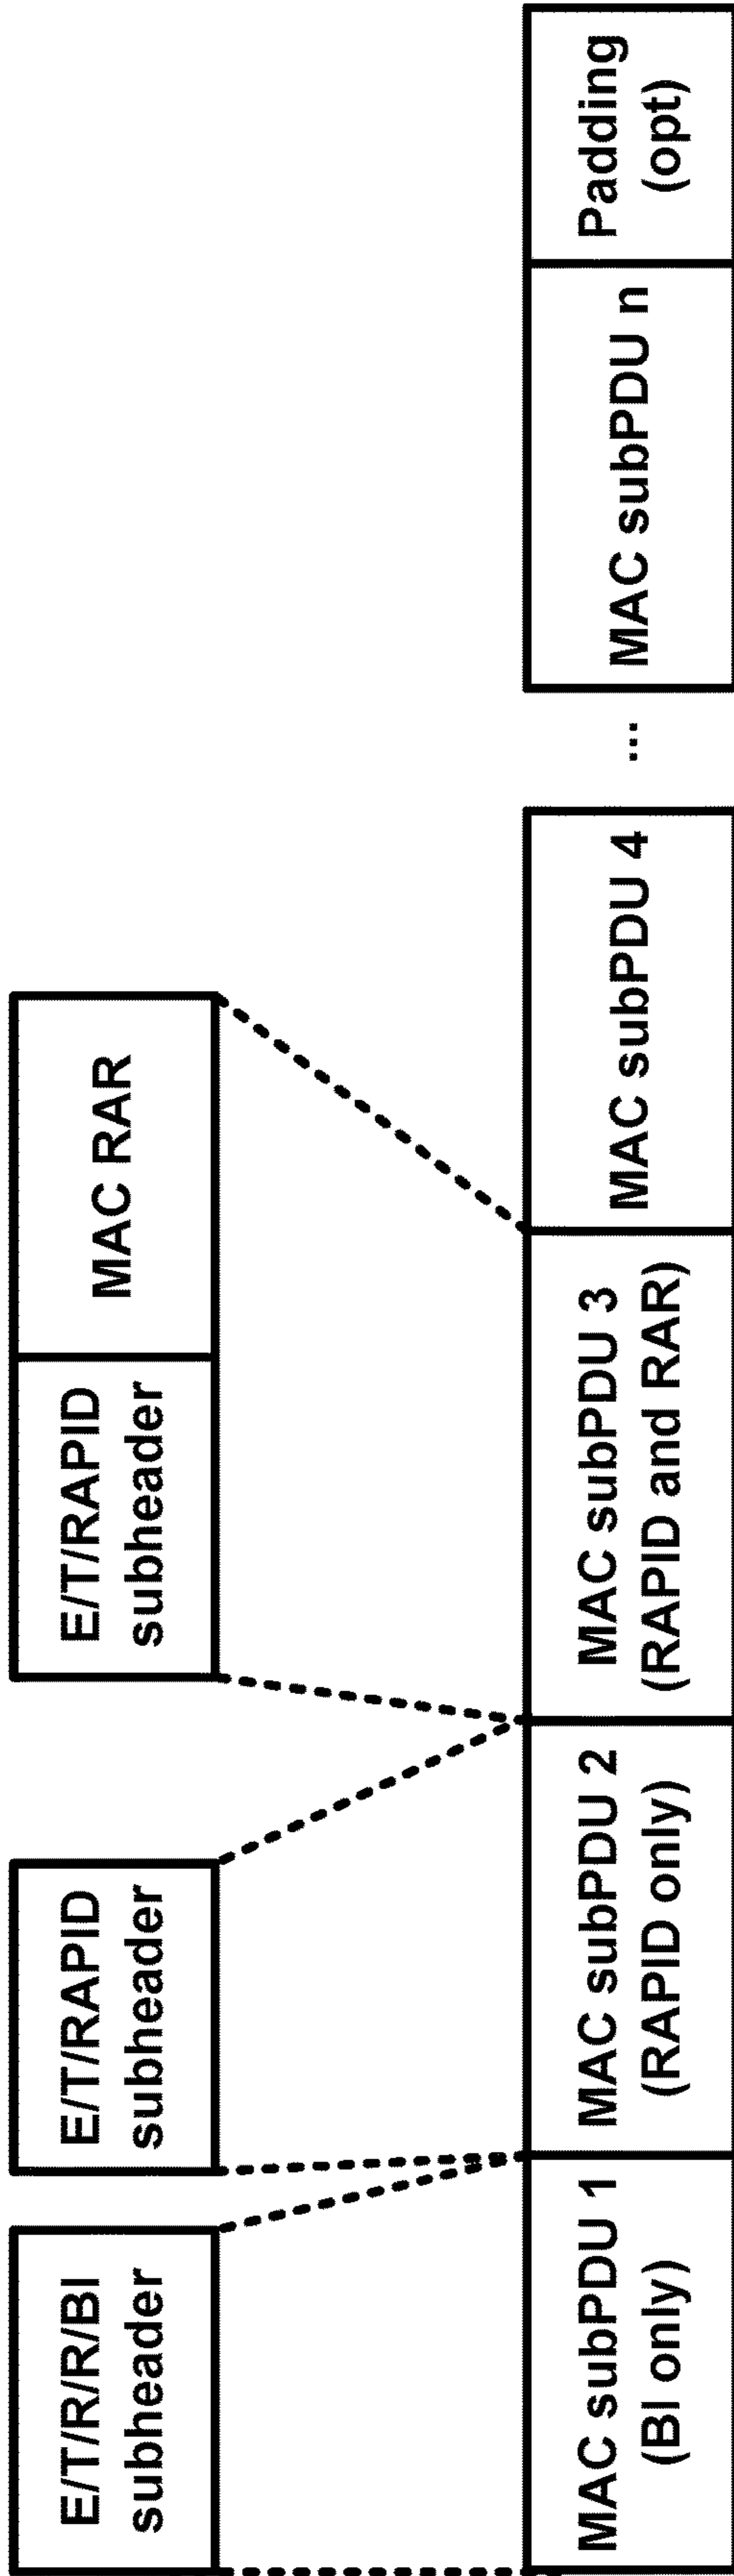 E/T/R/R/BI
subheader
E/T/RAPID
subheader
E/T/RAPID
subheader
MAC RAR
MAC subPDU 1
(BI only)
MAC subPDU 2
(RAPID only)
MAC subPDU 3
(RAPID and RAR)
MAC subPDU 4
...
MAC subPDU n
Padding
(opt)